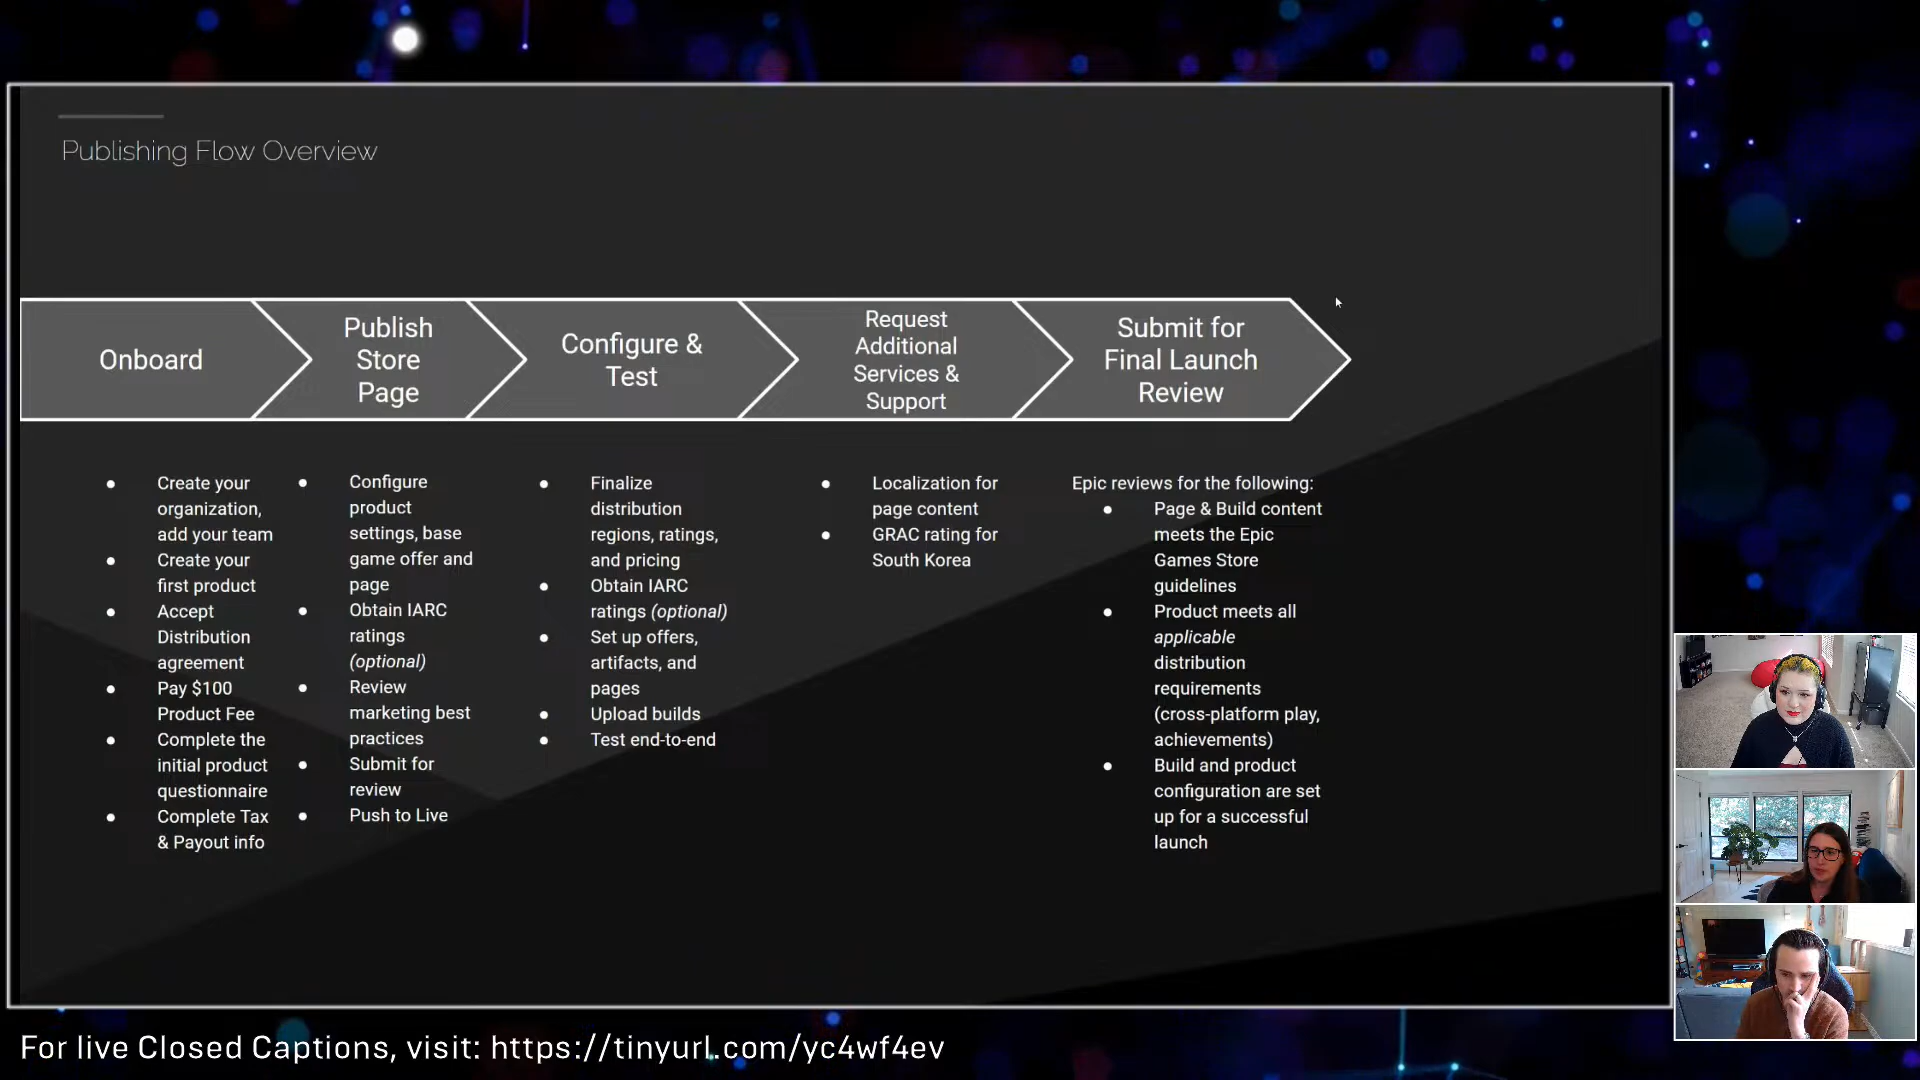 Publishing Flow Overview
Onboard
Publish
Store
Page
Configure &
Test
Request
Additional
Services &
Support
Submit for
Final Launch
Review
● Create your
organization,
add your team
● Create your
first product
● Accept
Distribution
agreement
● Pay $100
Product Fee
● Complete the
initial product
questionnaire
● Complete Tax
& Payout info
● Configure
product
settings, base
game offer and
page
● Obtain IARC
ratings
(optional)
● Review
marketing best
practices
● Submit for
review
● Push to Live
● Finalize
distribution
regions, ratings,
and pricing
● Obtain IARC
ratings (optional)
● Set up offers,
artifacts, and
pages
● Upload builds
● Test end-to-end
● Localization for
page content
● GRAC rating for
South Korea
Epic reviews for the following:
● Page & Build content
meets the Epic
Games Store
guidelines
● Product meets all
applicable
distribution
requirements
(cross-platform play,
achievements)
● Build and product
configuration are set
up for a successful
launch
For live Closed Captions, visit: https://tinyurl.com/yc4wf4ev